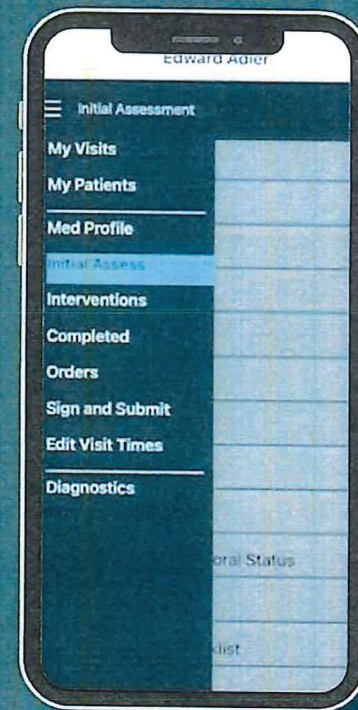 Edward Adler
Initial Assessment
My Visits
My Patients
Med Profile
Initial Assess
Interventions
Completed
Orders
Sign and Submit
Edit Visit Times
Diagnostics
oral Status
klist